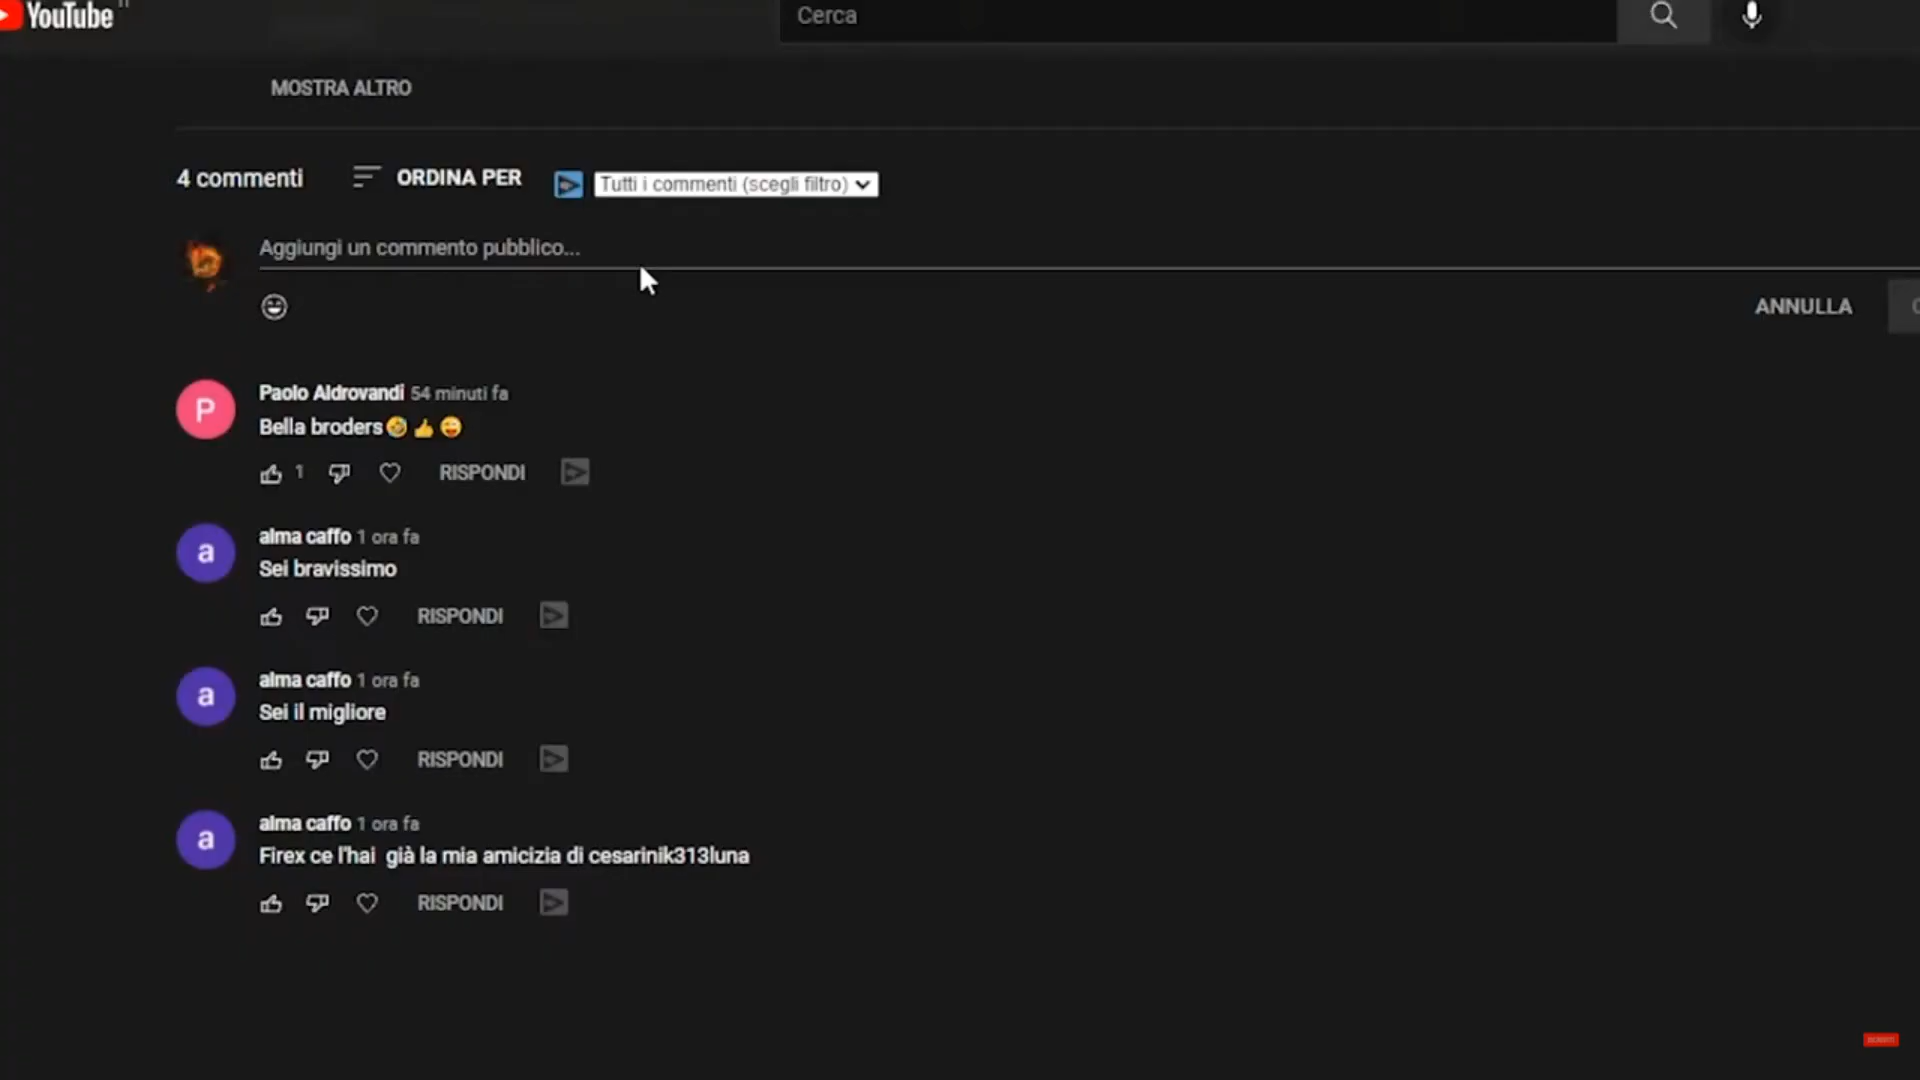 YouTube IT
Cerca
MOSTRA ALTRO
4 commenti ORDINA PER Tutti i commenti (scegli filtro)
Aggiungi un commento pubblico...
ANNULLA
P Paolo Aldrovandi 54 minuti fa
Bella broders🤣👍😜
1 RISPONDI
a alma caffo 1 ora fa
Sei bravissimo
RISPONDI
a alma caffo 1 ora fa
Sei il migliore
RISPONDI
a alma caffo 1 ora fa
Firex ce l'hai  già la mia amicizia di cesarinik313luna
RISPONDI